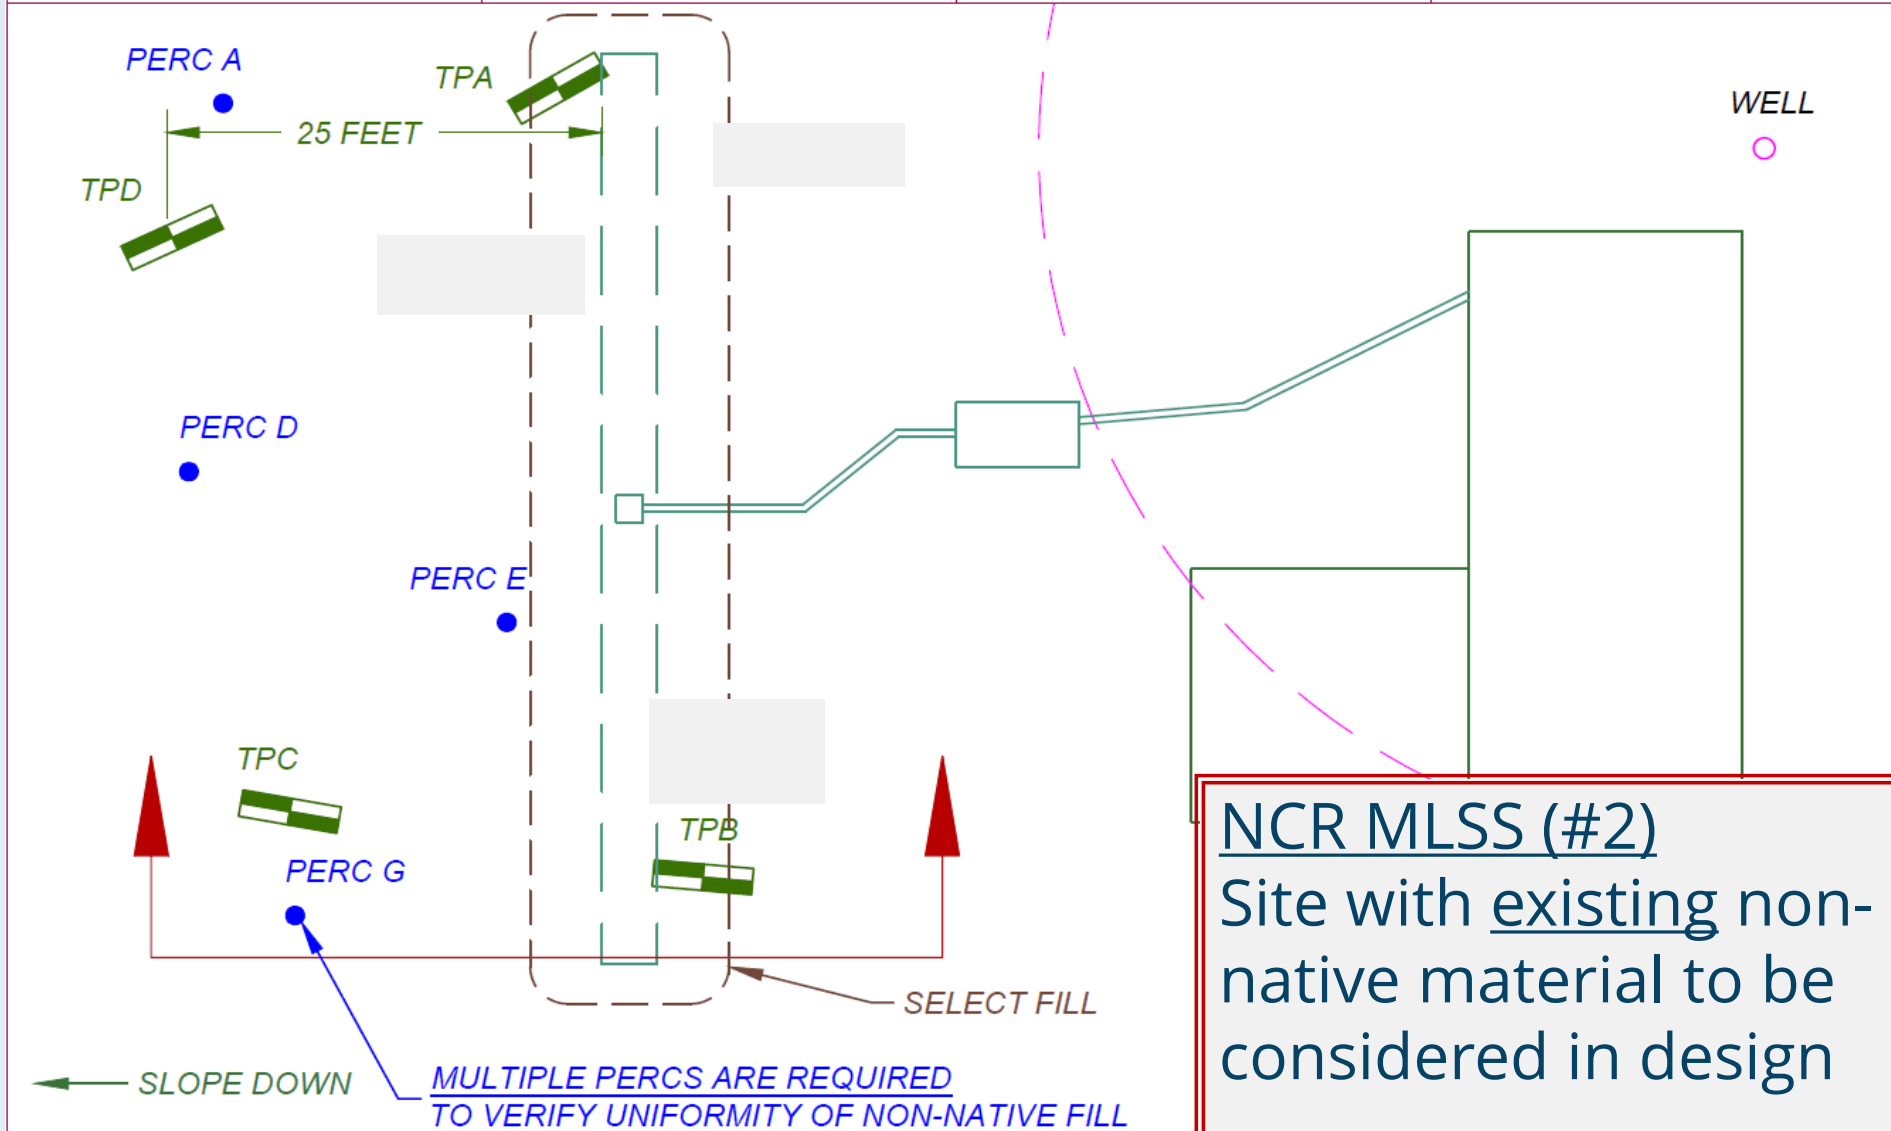 PERC A
TPA
WELL
25 FEET
TPD
PERC D
PERC E
TPC
TPB
PERC G
NCR MLSS (#2)
Site with existing non-
native material to be
considered in design
SELECT FILL
SLOPE DOWN
MULTIPLE PERCS ARE REQUIRED
TO VERIFY UNIFORMITY OF NON-NATIVE FILL